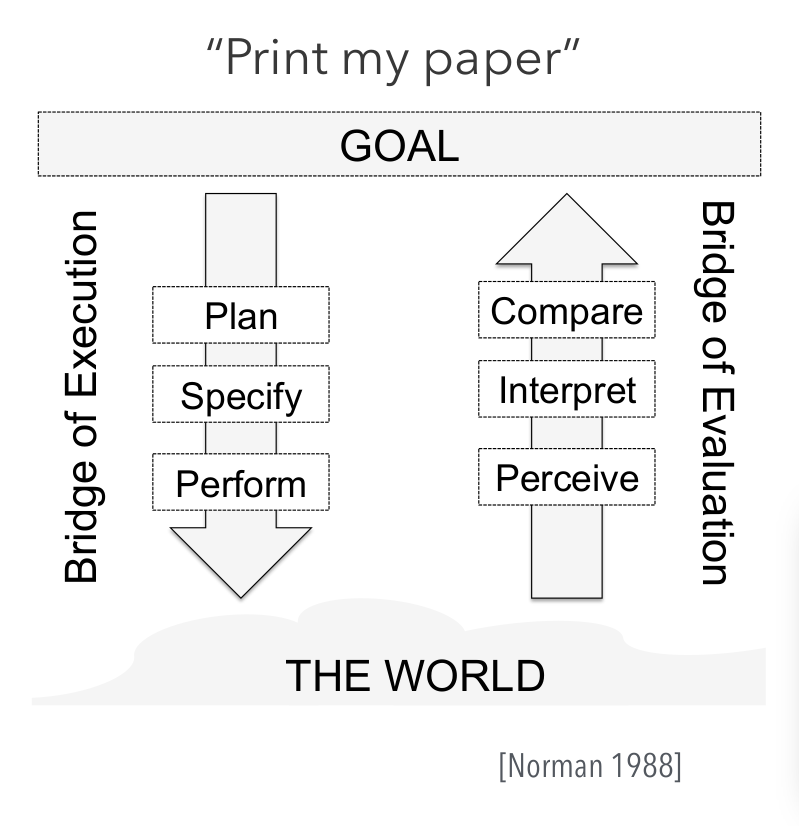 “Print my paper”
GOAL
Bridge of Execution
Plan
Specify
Perform
Compare
Interpret
Perceive
Bridge of Evaluation
THE WORLD
[Norman 1988]